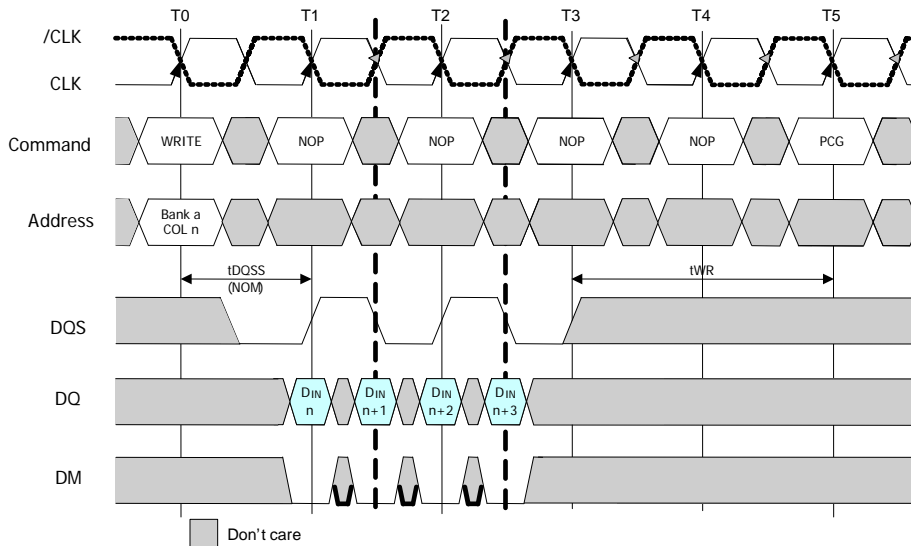 T0 T1 T2 T3 T4 T5
/CLK
CLK
Command WRITE NOP NOP NOP NOP PCG
Address Bank a
COL n
tDQSS
(NOM)
tWR
DQS
DQ DIN DIN DIN DIN
n n+1 n+2 n+3
DM
Don't care